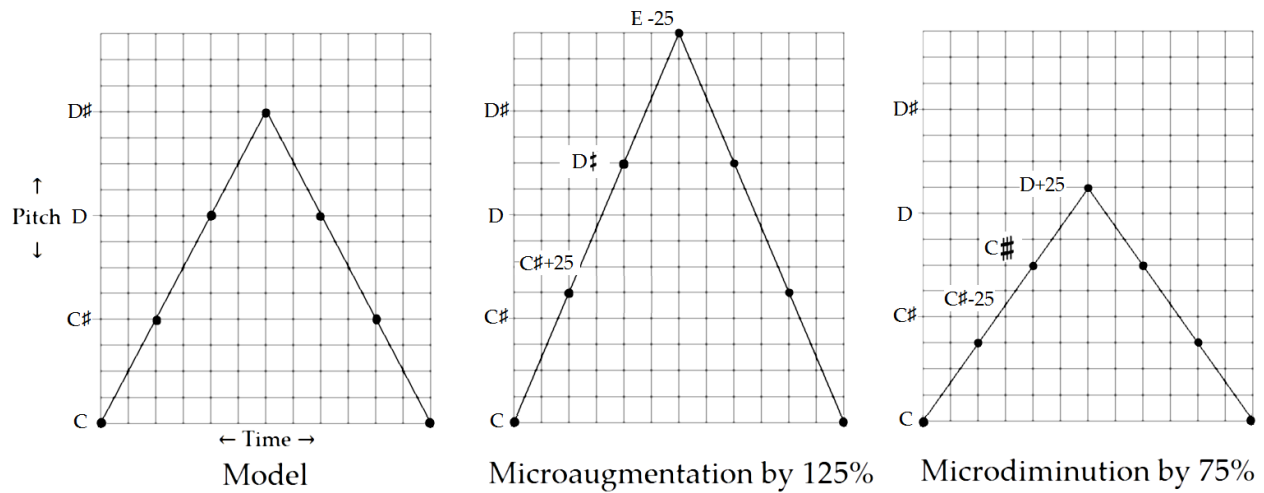 D♯
↑
Pitch D
↓
C♯
C
← Time →
Model
E -25
D♯
D𝄲
D
C♯+25
C♯
C
Microaugmentation by 125%
D♯
D+25
D
C𝄰
C♯-25
C♯
C
Microdiminution by 75%